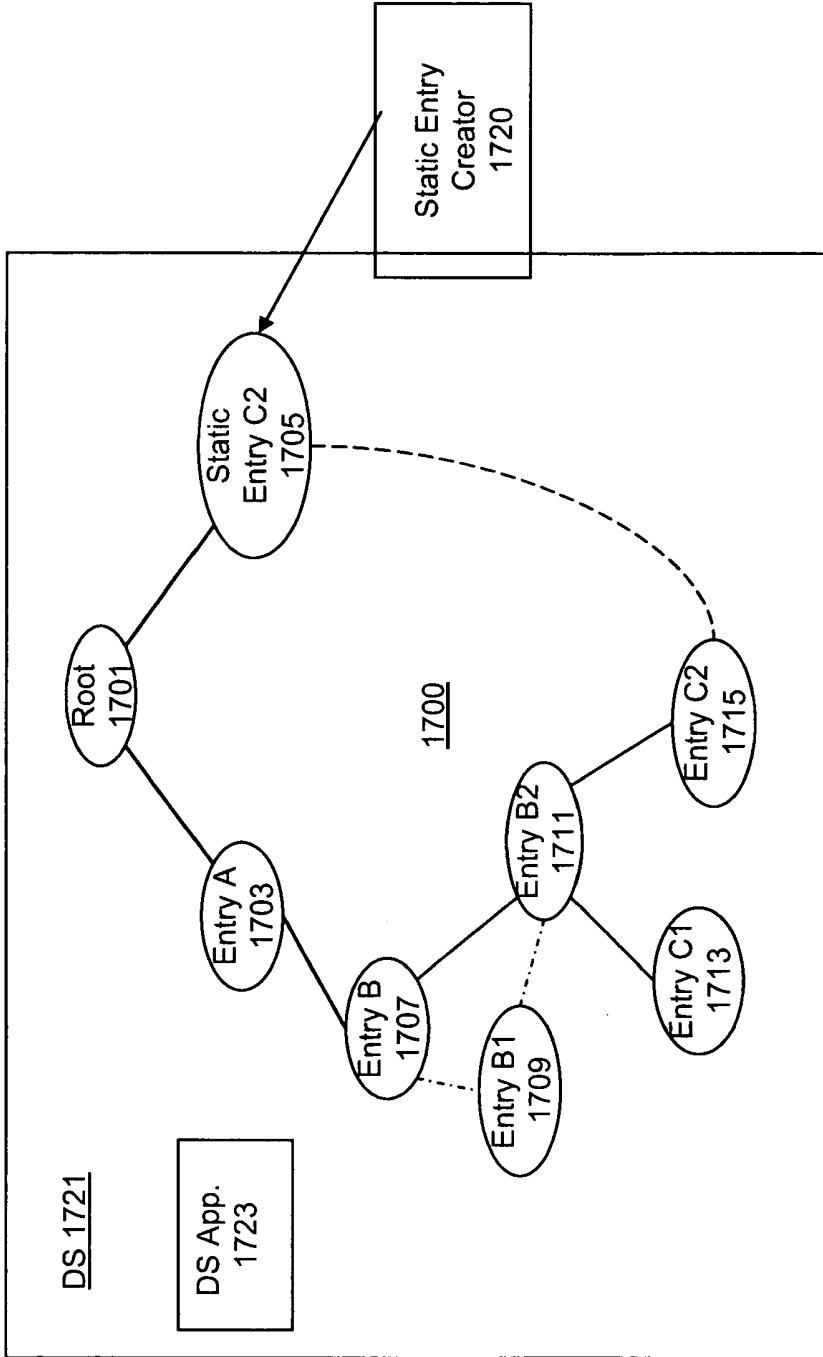 DS 1721
DS App.
1723
Root
1701
Entry A
1703
Static
Entry C2
1705
Static Entry
Creator
1720
Entry B
1707
1700
Entry B1
1709
Entry B2
1711
Entry C1
1713
Entry C2
1715